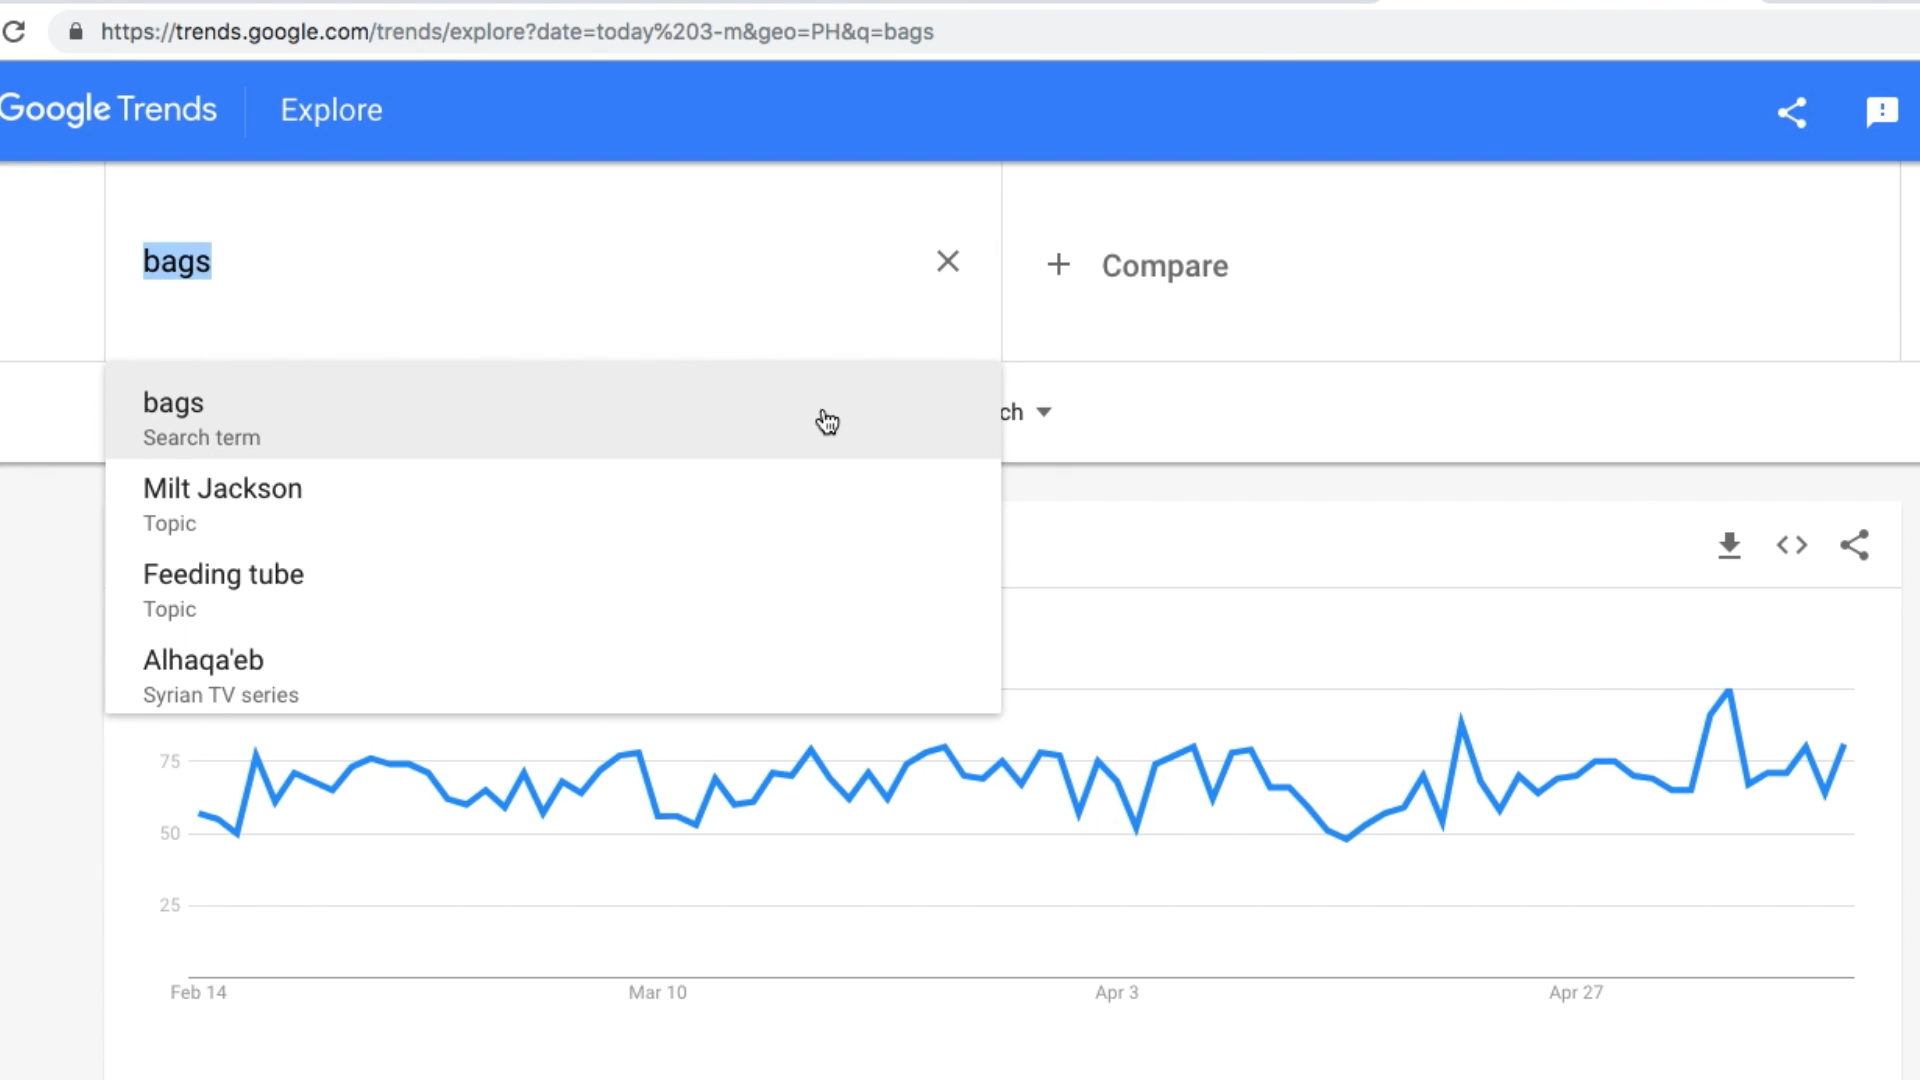 https://trends.google.com/trends/explore?date=today%203-m&geo=PH&q=bags
Google Trends
Explore
bags
+ Compare
bags
Search term
ch
Milt Jackson
Topic
Feeding tube
Topic
Alhaqa'eb
Syrian TV series
75
50
25
Feb 14
Mar 10
Apr 3
Apr 27